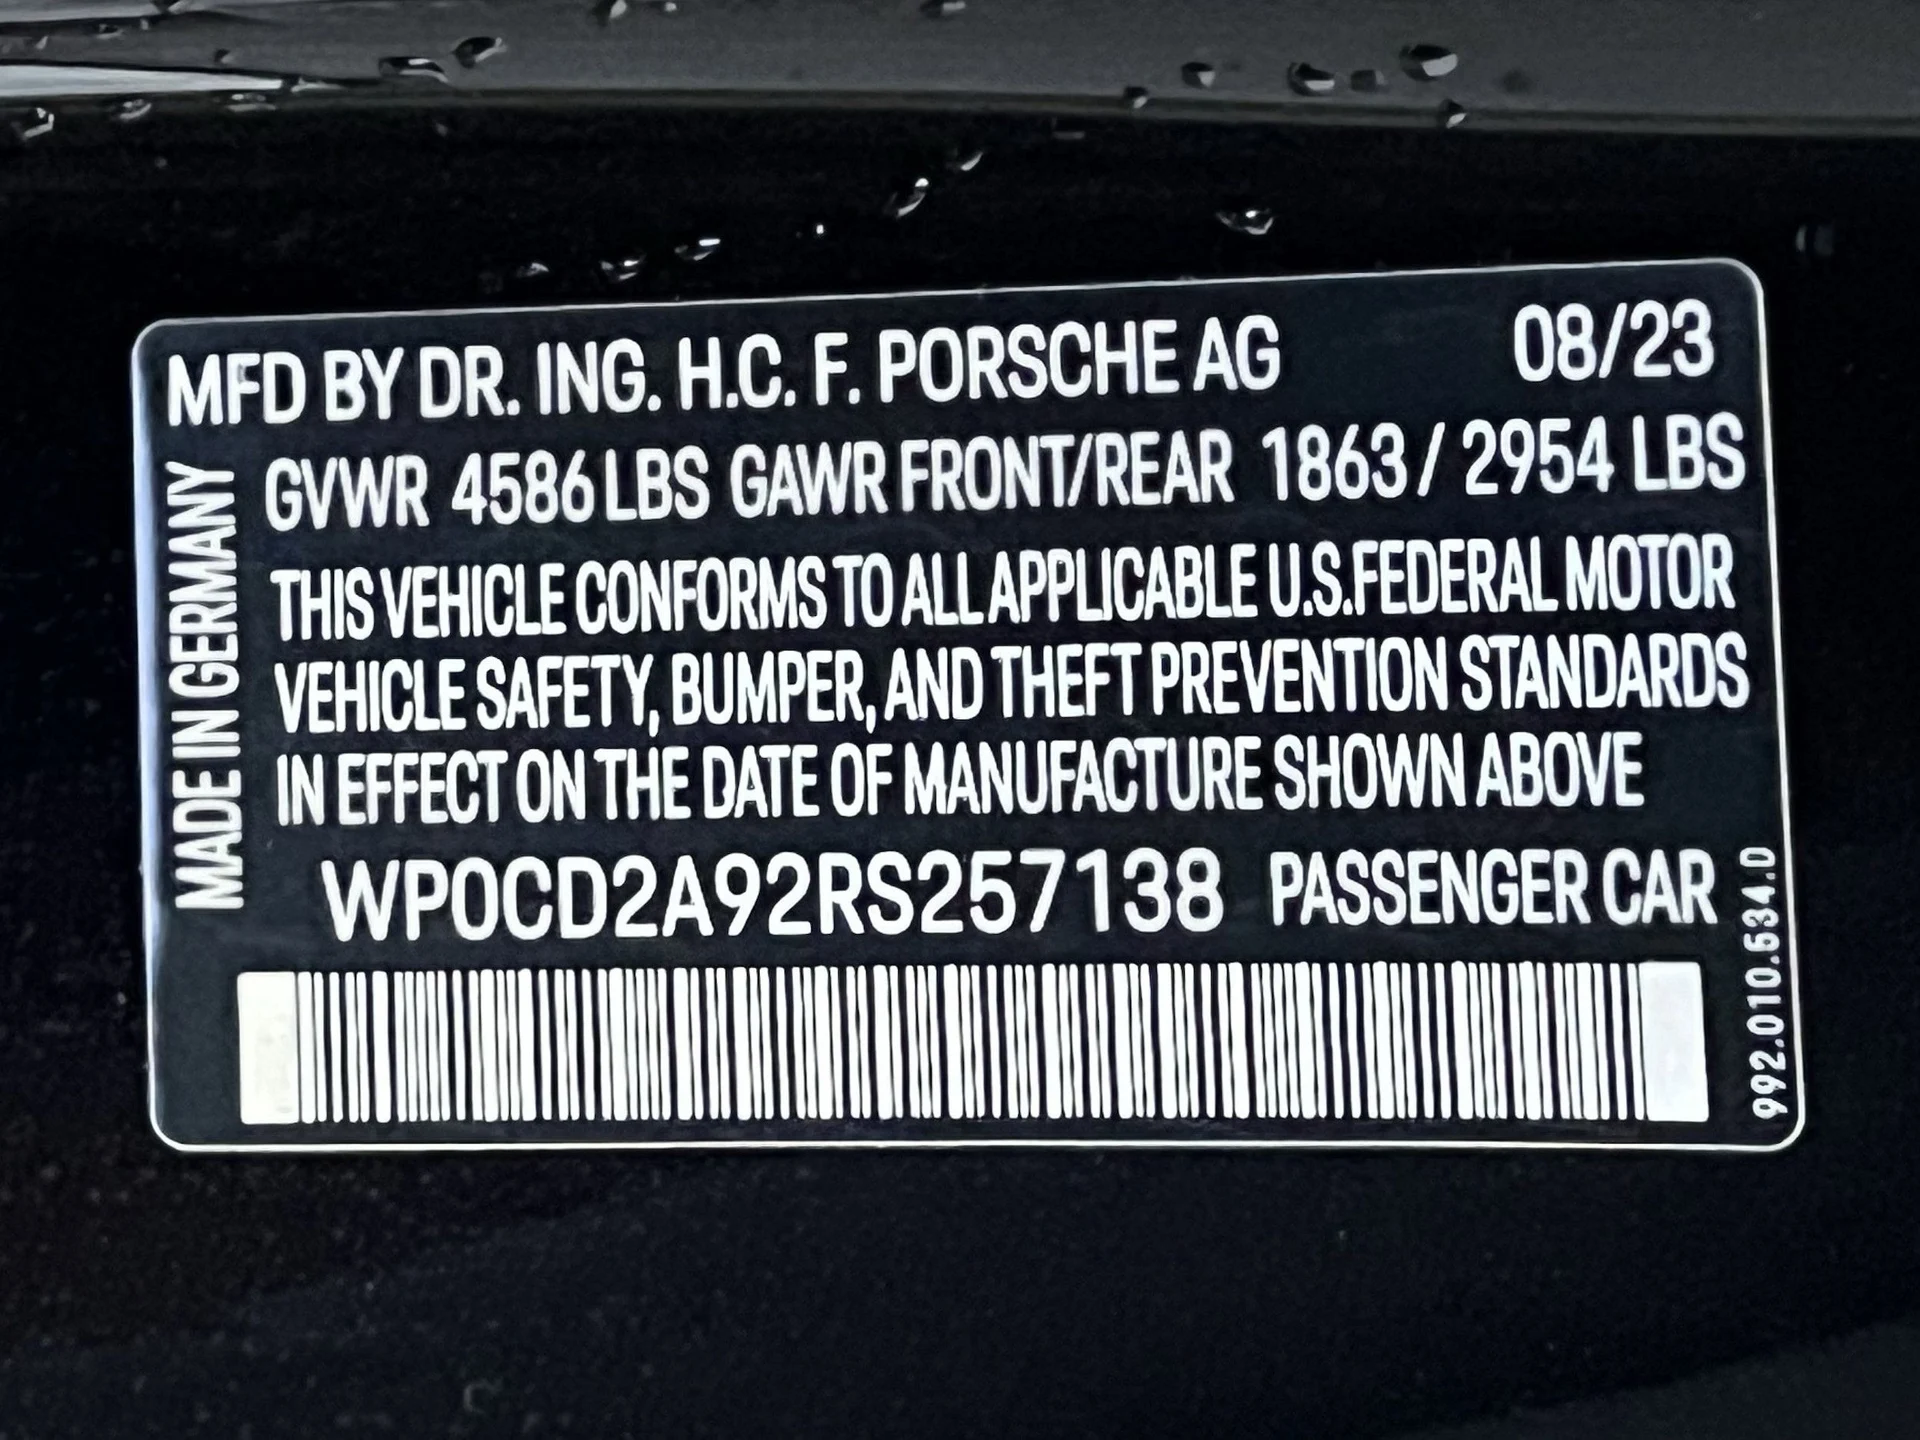 MFD BY DR. ING. H.C. F. PORSCHE AG 08/23
GVWR 4586 LBS GAWR FRONT/REAR 1863 / 2954 LBS
THIS VEHICLE CONFORMS TO ALL APPLICABLE U.S.FEDERAL MOTOR
VEHICLE SAFETY, BUMPER, AND THEFT PREVENTION STANDARDS
IN EFFECT ON THE DATE OF MANUFACTURE SHOWN ABOVE
WP0CD2A92RS257138 PASSENGER CAR
MADE IN GERMANY
992.010.634.D